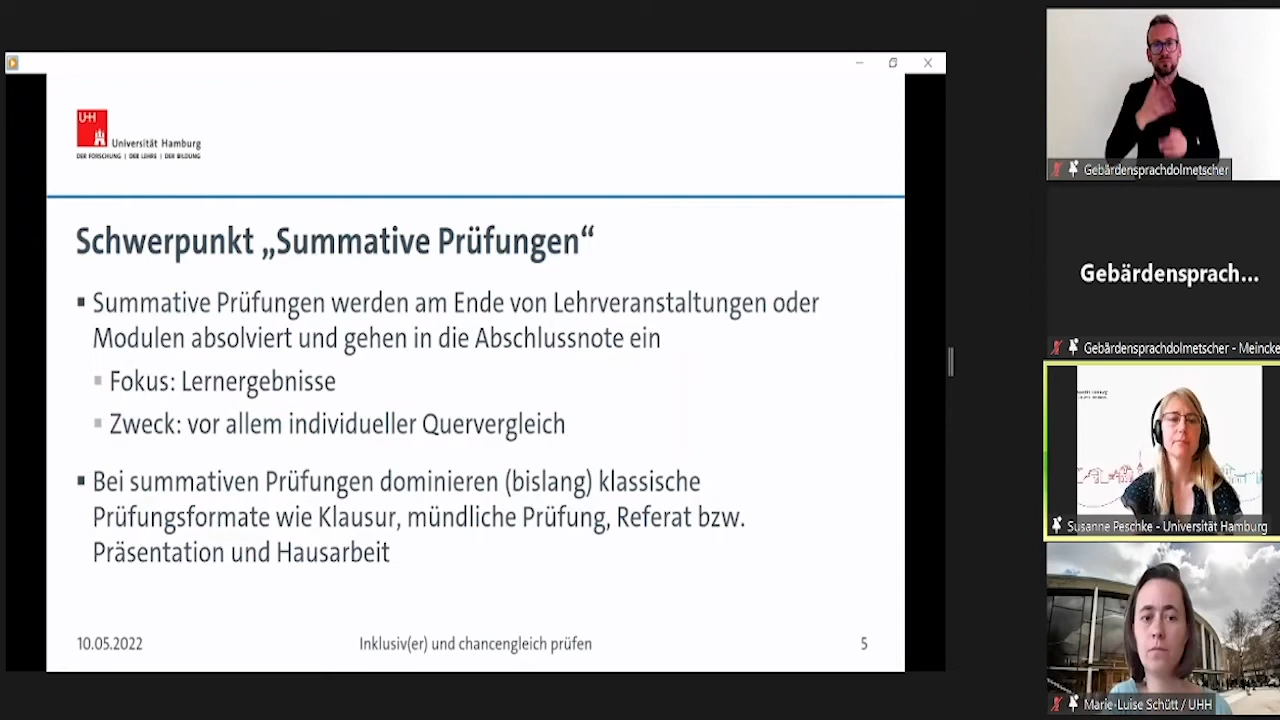 UHH
Universität Hamburg
DER FORSCHUNG | DER LEHRE | DER BILDUNG
Schwerpunkt „Summative Prüfungen“
Summative Prüfungen werden am Ende von Lehrveranstaltungen oder
Modulen absolviert und gehen in die Abschlussnote ein
Fokus: Lernergebnisse
Zweck: vor allem individueller Quervergleich
Bei summativen Prüfungen dominieren (bislang) klassische
Prüfungsformate wie Klausur, mündliche Prüfung, Referat bzw.
Präsentation und Hausarbeit
10.05.2022
Inklusiv(er) und chancengleich prüfen
5
Gebärdensprachdolmetscher
Gebärdensprach...
Gebärdensprachdolmetscher - Meincke
Susanne Peschke - Universität Hamburg
Marie-Luise Schütt / UHH